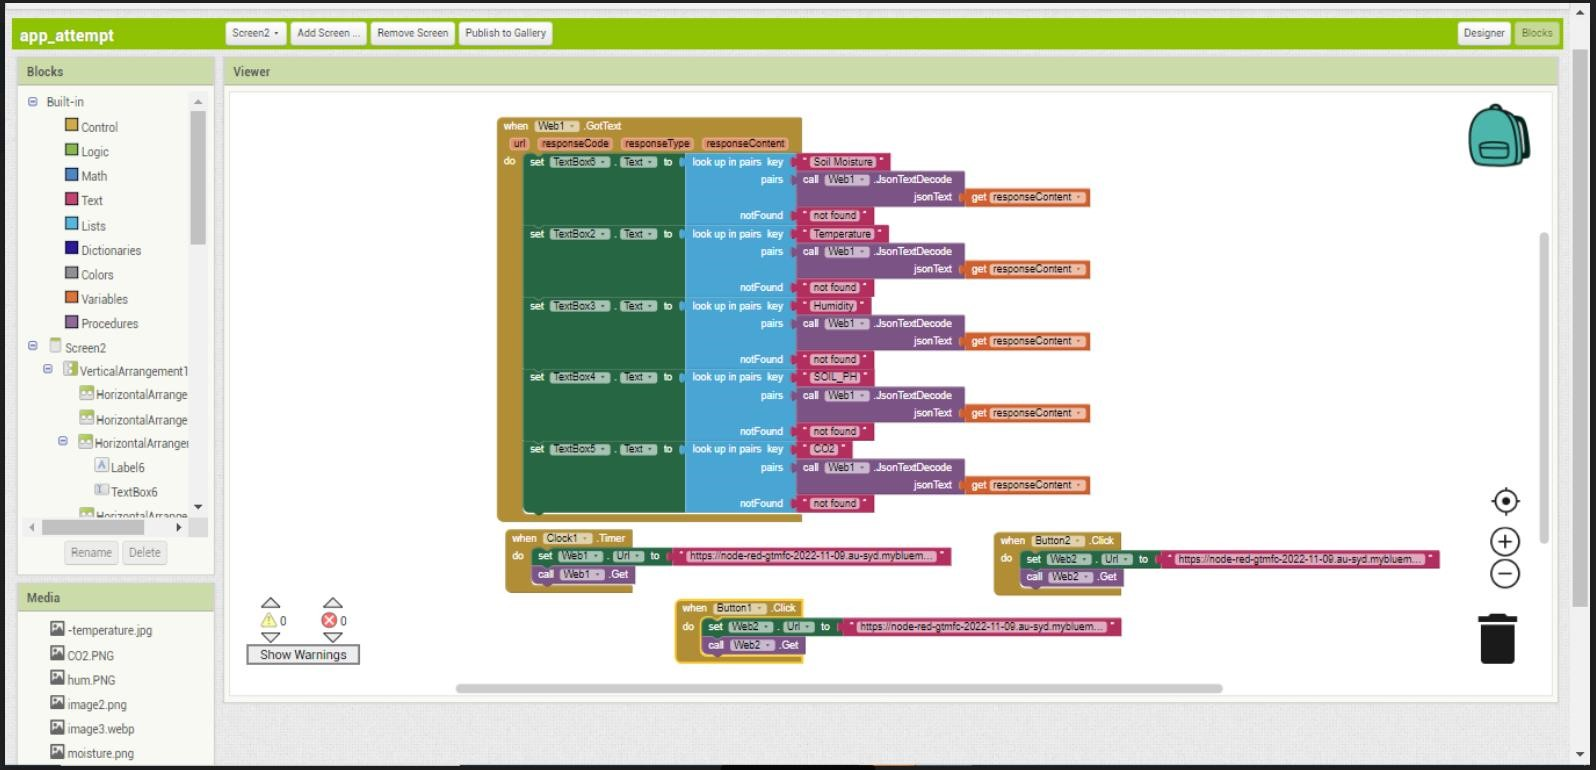 app_attempt
Screen2 Add Screen ... Remove Screen Publish to Gallery
Designer Blocks
Blocks
Built-in
Control
Logic
Math
Text
Lists
Dictionaries
Colors
Variables
Procedures
Screen2
VerticalArrangement1
HorizontalArrange
HorizontalArrange
HorizontalArranger
Label6
TextBox6
HorizontalArrange
Rename Delete
Media
-temperature.jpg
CO2.PNG
hum.PNG
image2.png
image3.webp
moisture.png
Viewer
when Web1 .GotText
url responseCode responseType responseContent
do set TextBox6 . Text to look up in pairs key " Soil Moisture "
pairs call Web1 .JsonTextDecode
jsonText get responseContent
notFound " not found "
set TextBox2 . Text to look up in pairs key " Temperature "
pairs call Web1 .JsonTextDecode
jsonText get responseContent
notFound " not found "
set TextBox3 . Text to look up in pairs key " Humidity "
pairs call Web1 .JsonTextDecode
jsonText get responseContent
notFound " not found "
set TextBox4 . Text to look up in pairs key " SOIL_PH "
pairs call Web1 .JsonTextDecode
jsonText get responseContent
notFound " not found "
set TextBox5 . Text to look up in pairs key " CO2 "
pairs call Web1 .JsonTextDecode
jsonText get responseContent
notFound " not found "
when Clock1 .Timer
do set Web1 . Url to " https://node-red-gtmfc-2022-11-09.au-syd.mybluem... "
call Web1 .Get
when Button2 .Click
do set Web2 . Url to " https://node-red-gtmfc-2022-11-09.au-syd.mybluem... "
call Web2 .Get
when Button1 .Click
do set Web2 . Url to " https://node-red-gtmfc-2022-11-09.au-syd.mybluem... "
call Web2 .Get
0 0
Show Warnings